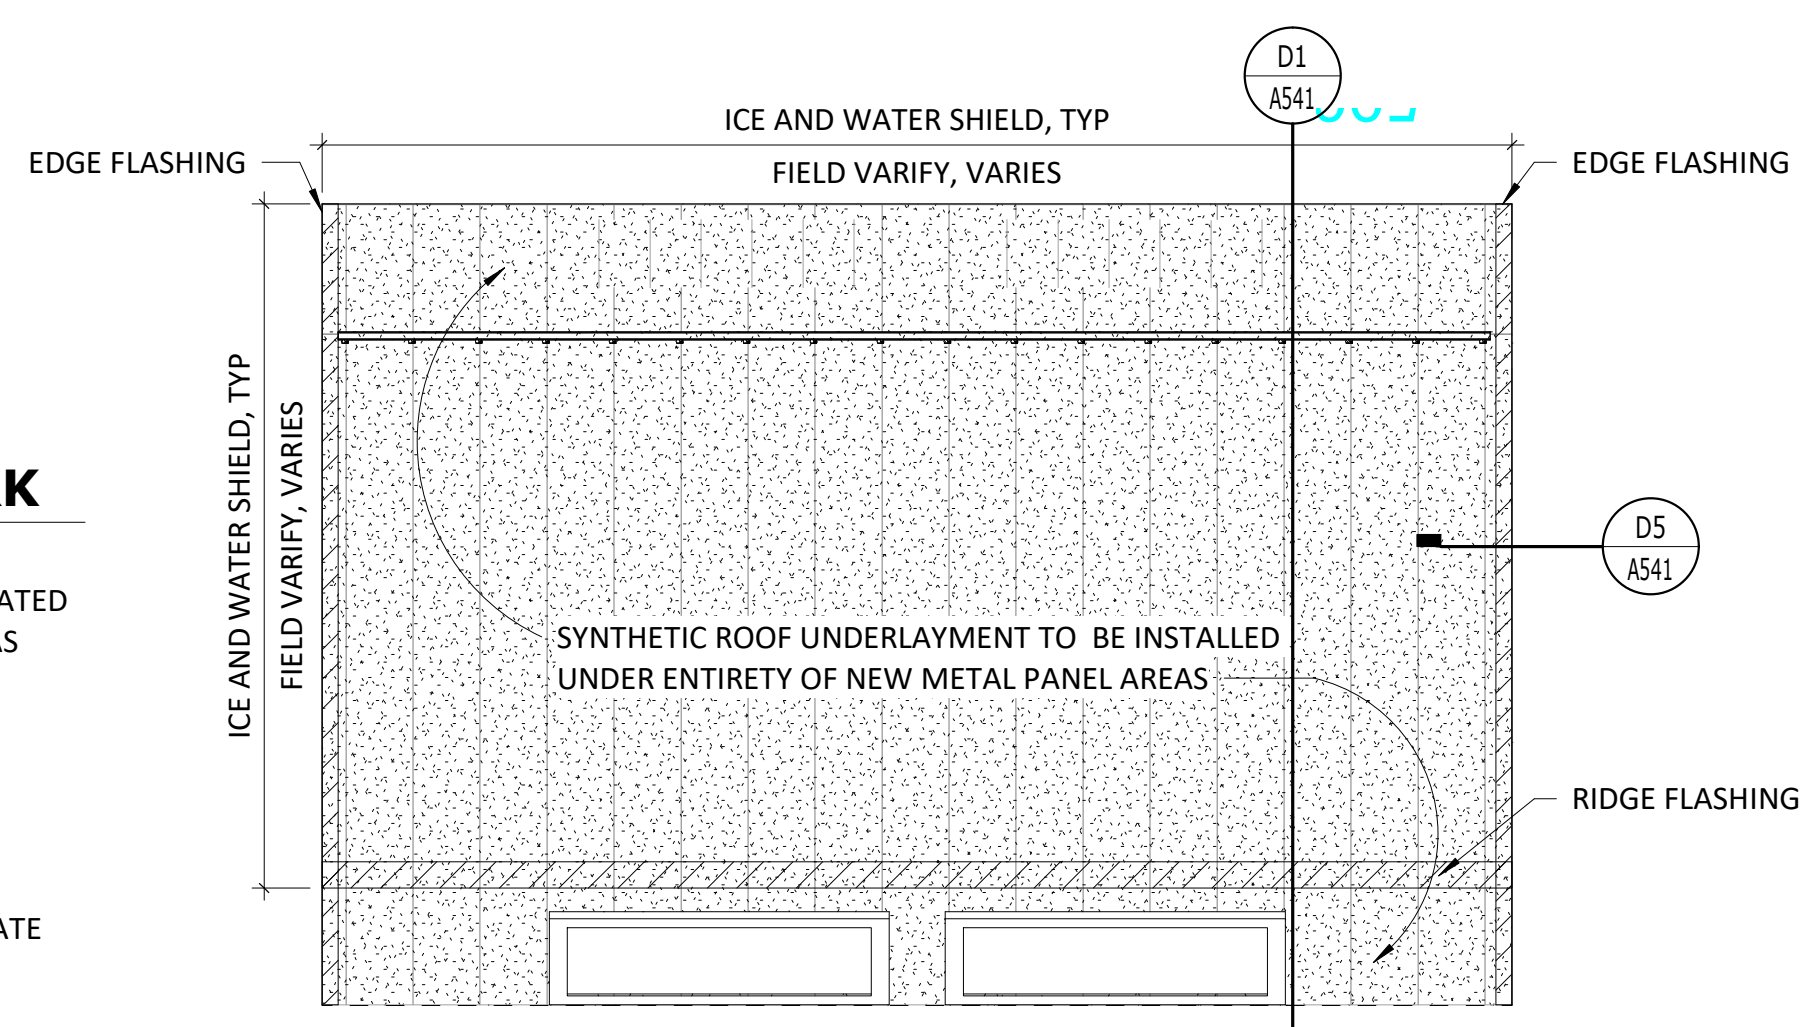 D1
A541
ICE AND WATER SHIELD, TYP
FIELD VARIFY, VARIES
EDGE FLASHING
EDGE FLASHING
ICE AND WATER SHIELD, TYP
FIELD VARIFY, VARIES
D5
A541
SYNTHETIC ROOF UNDERLAYMENT TO BE INSTALLED
UNDER ENTIRETY OF NEW METAL PANEL AREAS
RIDGE FLASHING